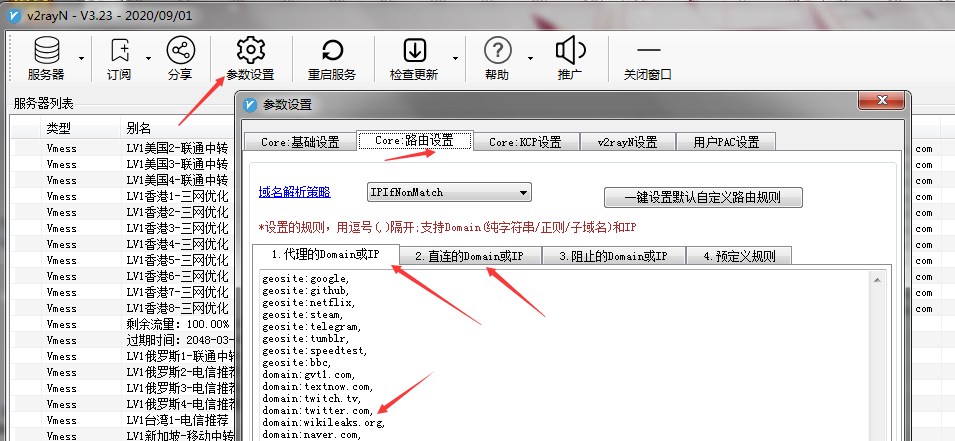 v2rayN - V3.23 - 2020/09/01
服务器 订阅 分享 参数设置 重启服务 检查更新 帮助 推广 关闭窗口
服务器列表
类型 别名
Vmess LV1美国2-联通中转
Vmess LV1美国3-联通中转
Vmess LV1美国4-联通中转
Vmess LV1香港1-三网优化
Vmess LV1香港2-三网优化
Vmess LV1香港3-三网优化
Vmess LV1香港4-三网优化
Vmess LV1香港5-三网优化
Vmess LV1香港6-三网优化
Vmess LV1香港7-三网优化
Vmess LV1香港8-三网优化
Vmess 剩余流量：100.00%
Vmess 过期时间：2048-03-
Vmess LV1俄罗斯1-联通中转
Vmess LV1俄罗斯2-电信推荐
Vmess LV1俄罗斯3-电信推荐
Vmess LV1俄罗斯4-电信推荐
Vmess LV1台湾1-电信推荐
Vmess LV1新加坡-移动中转
参数设置
Core:基础设置 Core:路由设置 Core:KCP设置 v2rayN设置 用户PAC设置
域名解析策略 IPIfNonMatch 一键设置默认自定义路由规则
*设置的规则，用逗号(,)隔开;支持Domain(纯字符串/正则/子域名)和IP
1.代理的Domain或IP 2.直连的Domain或IP 3.阻止的Domain或IP 4.预定义规则
geosite:google,
geosite:github,
geosite:netflix,
geosite:steam,
geosite:telegram,
geosite:tumblr,
geosite:speedtest,
geosite:bbc,
domain:gvt1.com,
domain:textnow.com,
domain:twitch.tv,
domain:twitter.com,
domain:wikileaks.org,
domain:naver.com,
com
com
com
com
com
com
com
com
com
com
com